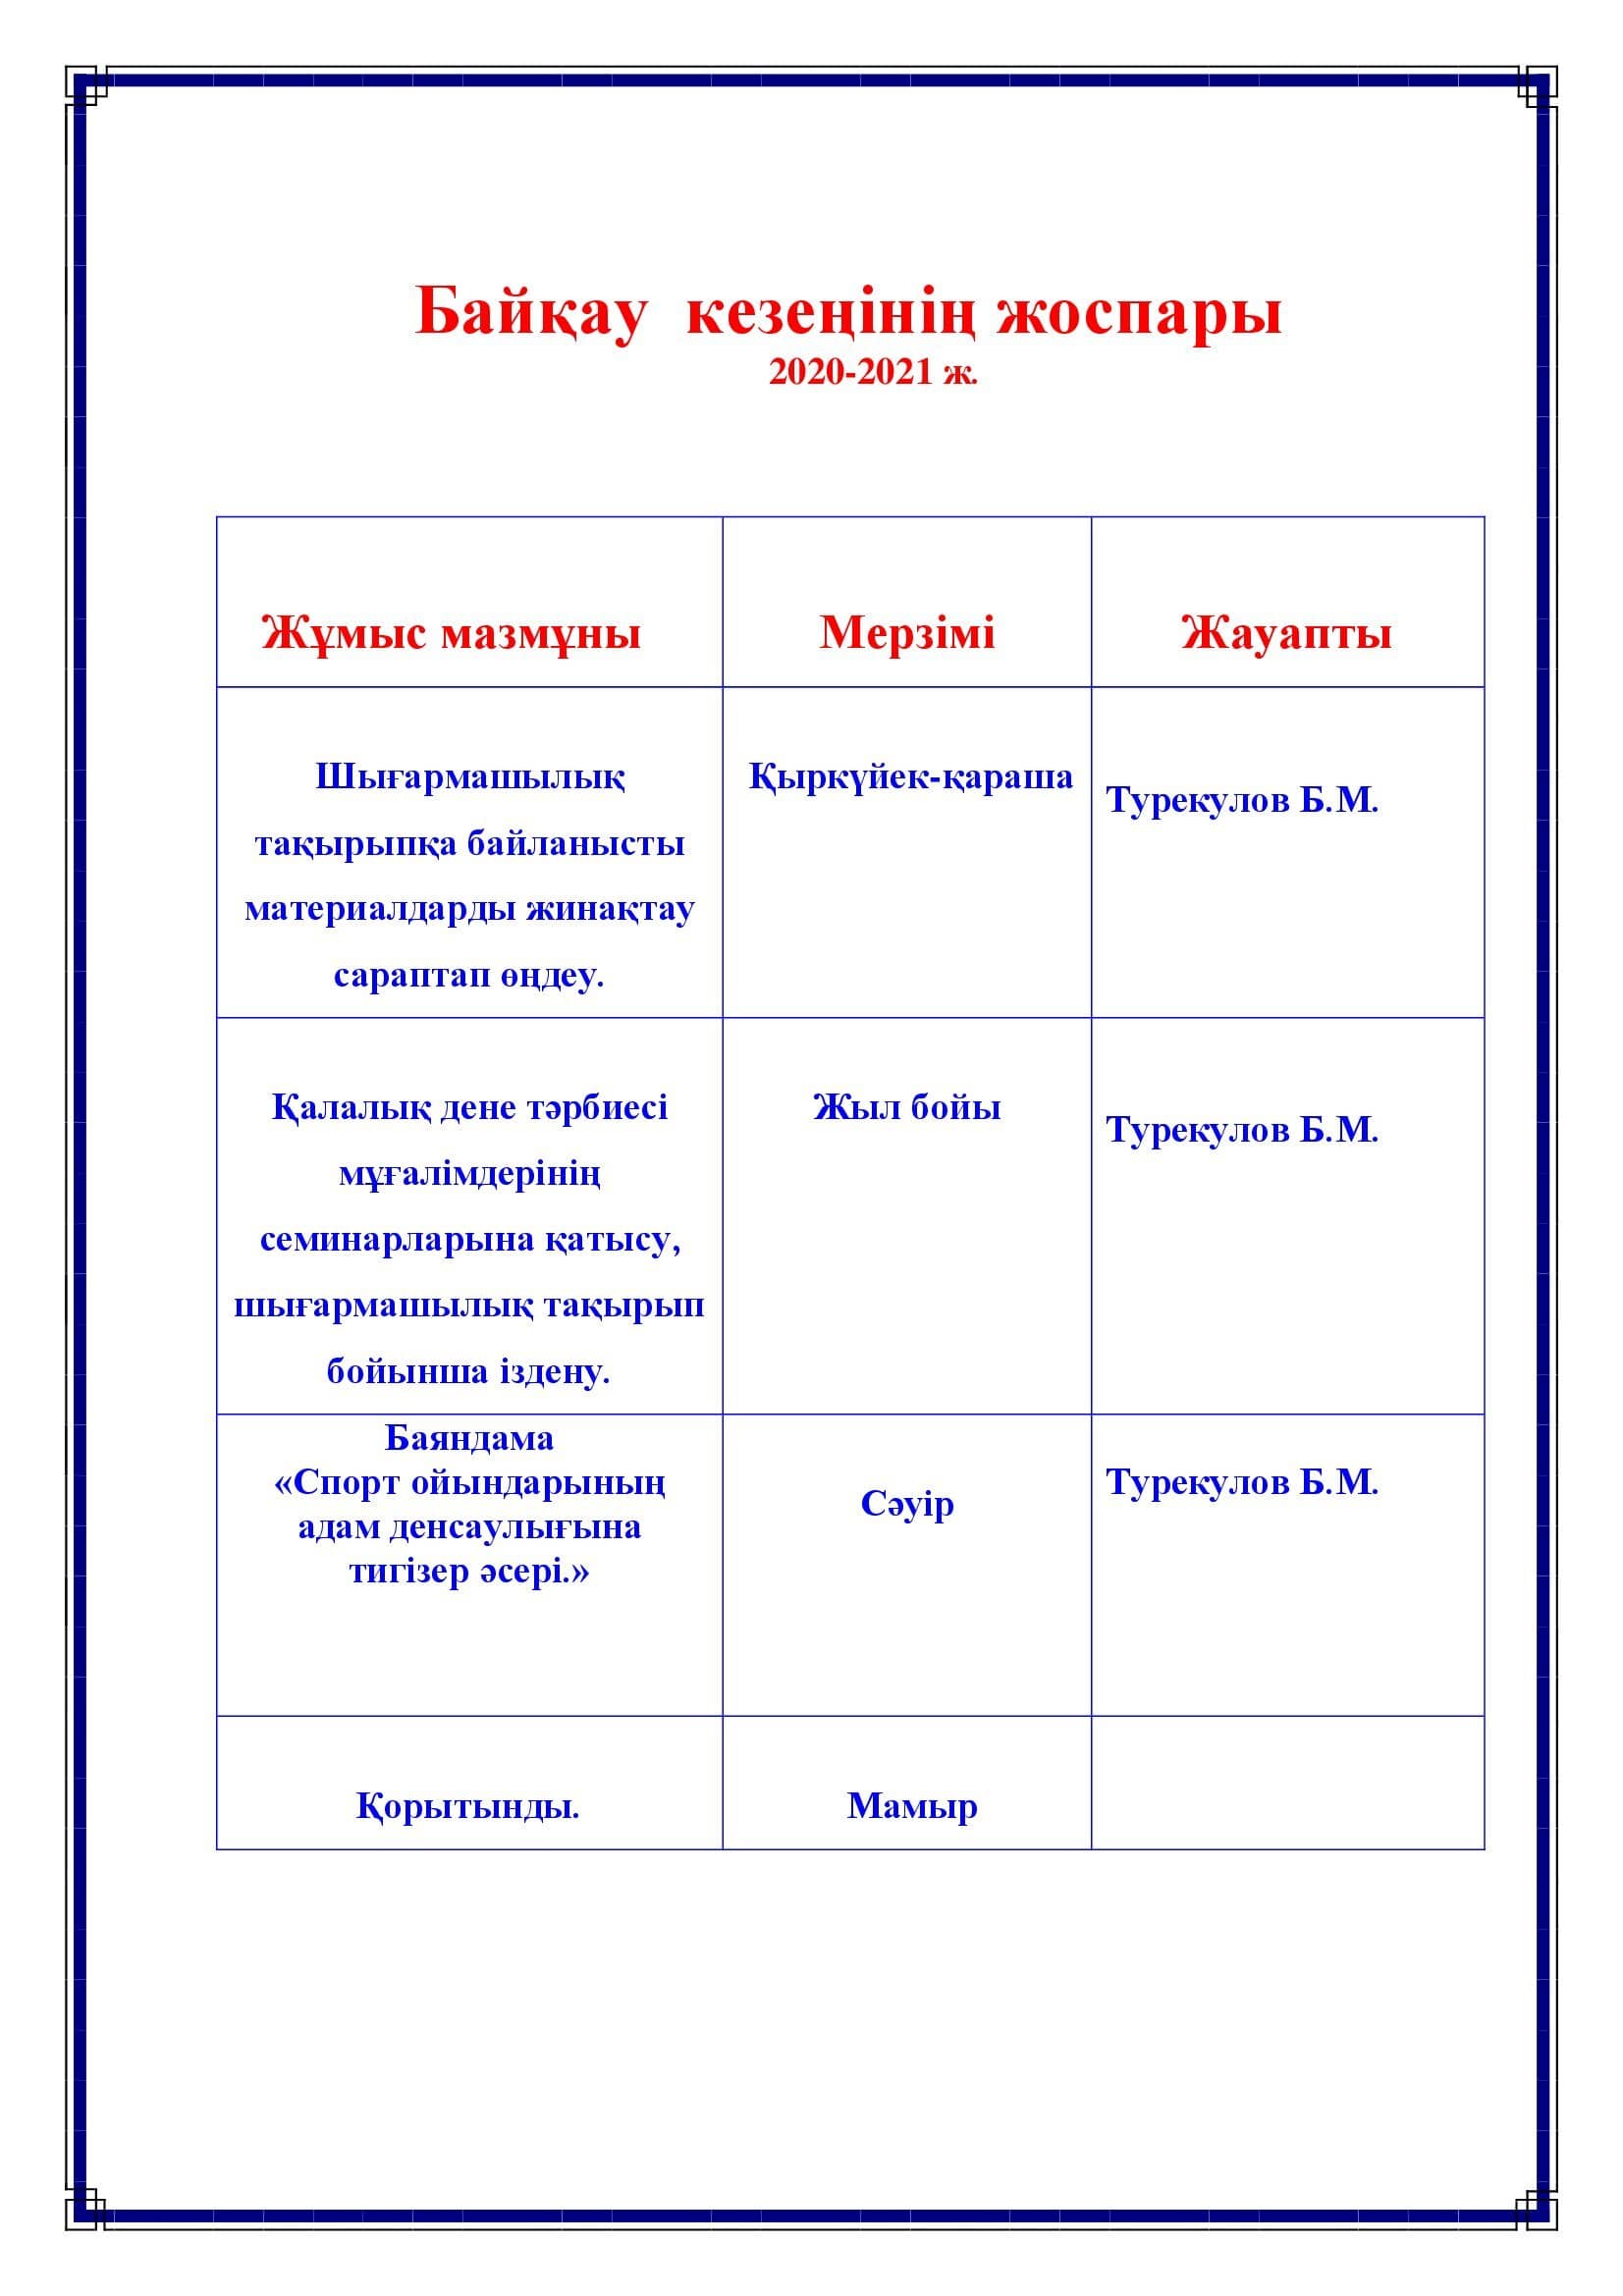 Байқау кезеңінің жоспары
2020-2021 ж.
Жұмыс мазмұны
Мерзімі
Жауапты
Шығармашылық
тақырыпқа байланысты
материалдарды жинақтау
сараптап өңдеу.
Қыркүйек-қараша
Турекулов Б.М.
Қалалық дене тәрбиесі
мұғалімдерінің
семинарларына қатысу,
шығармашылық тақырып
бойынша іздену.
Жыл бойы
Турекулов Б.М.
Баяндама
«Спорт ойындарының
адам денсаулығына
тигізер әсері.»
Сәуір
Турекулов Б.М.
Қорытынды.
Мамыр